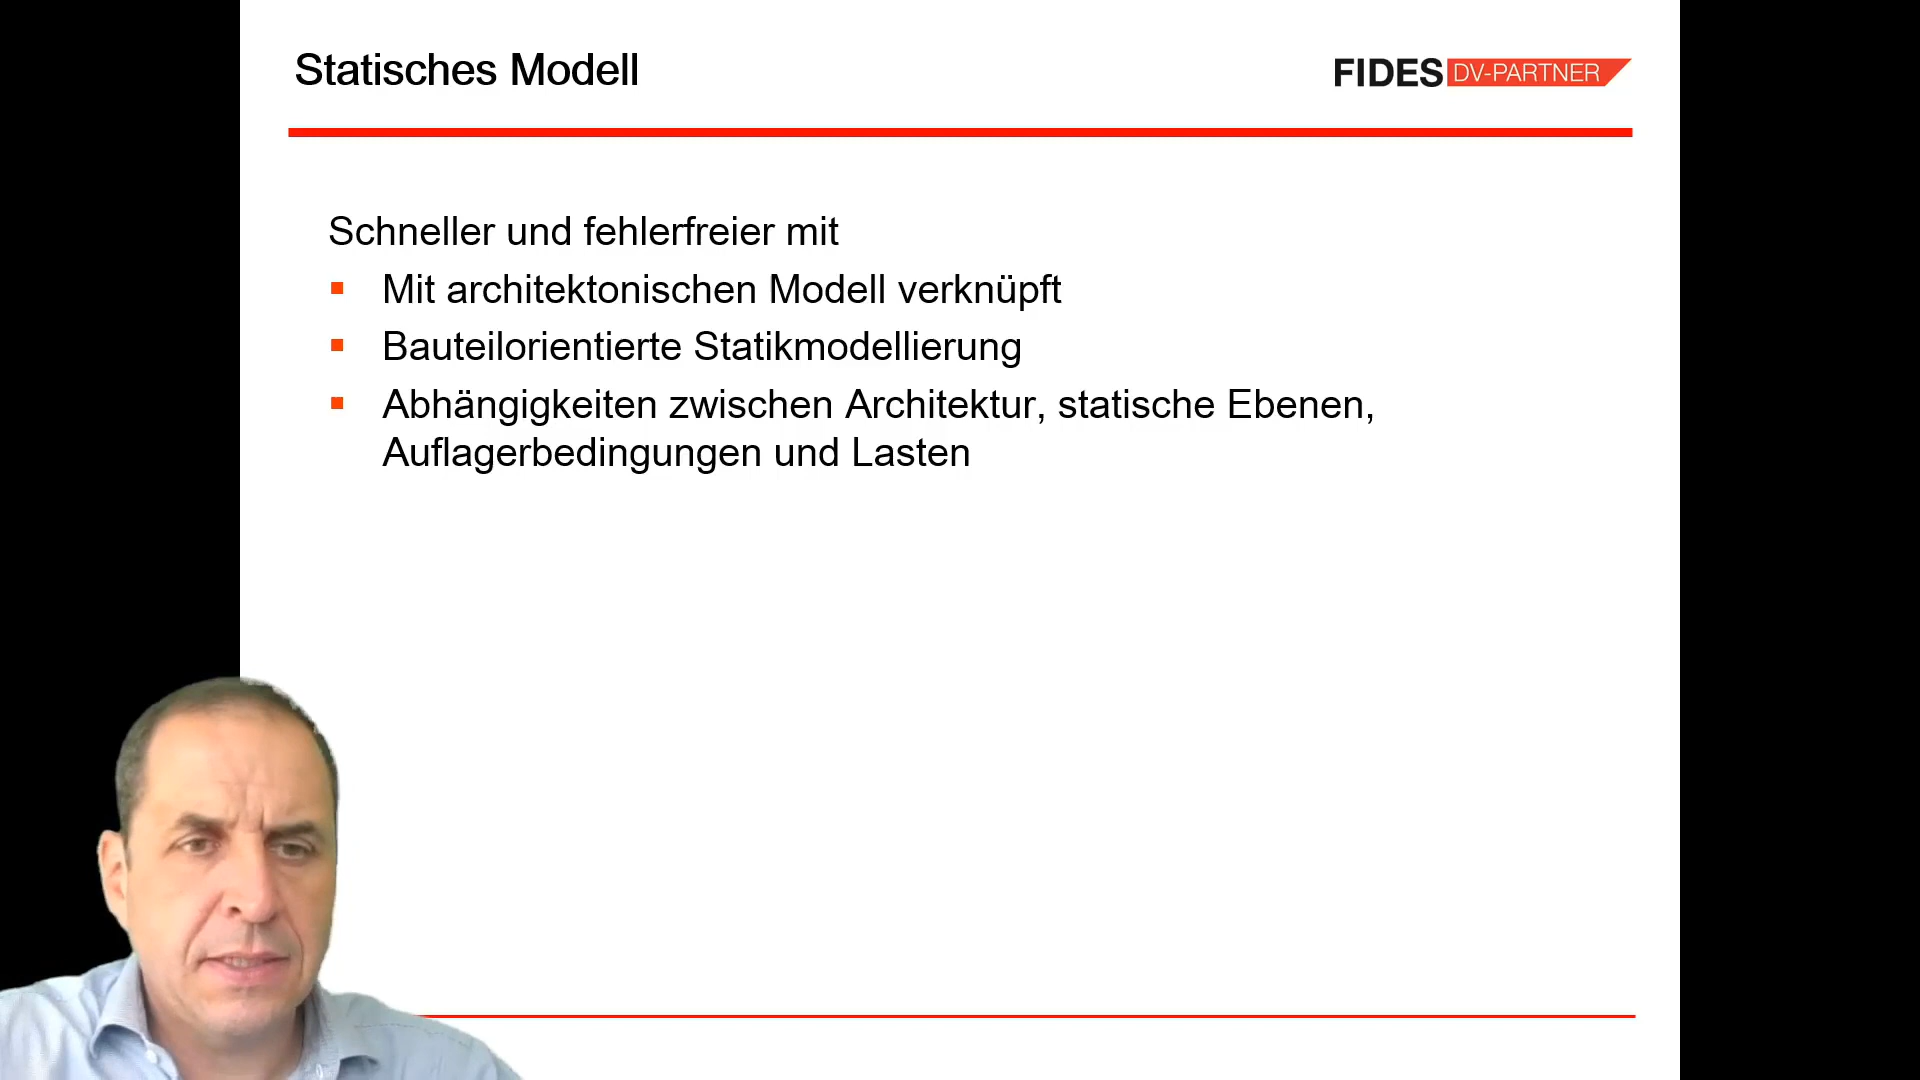 Statisches Modell
FIDES DV-PARTNER
Schneller und fehlerfreier mit
Mit architektonischen Modell verknüpft
Bauteilorientierte Statikmodellierung
Abhängigkeiten zwischen Architektur, statische Ebenen,
Auflagerbedingungen und Lasten